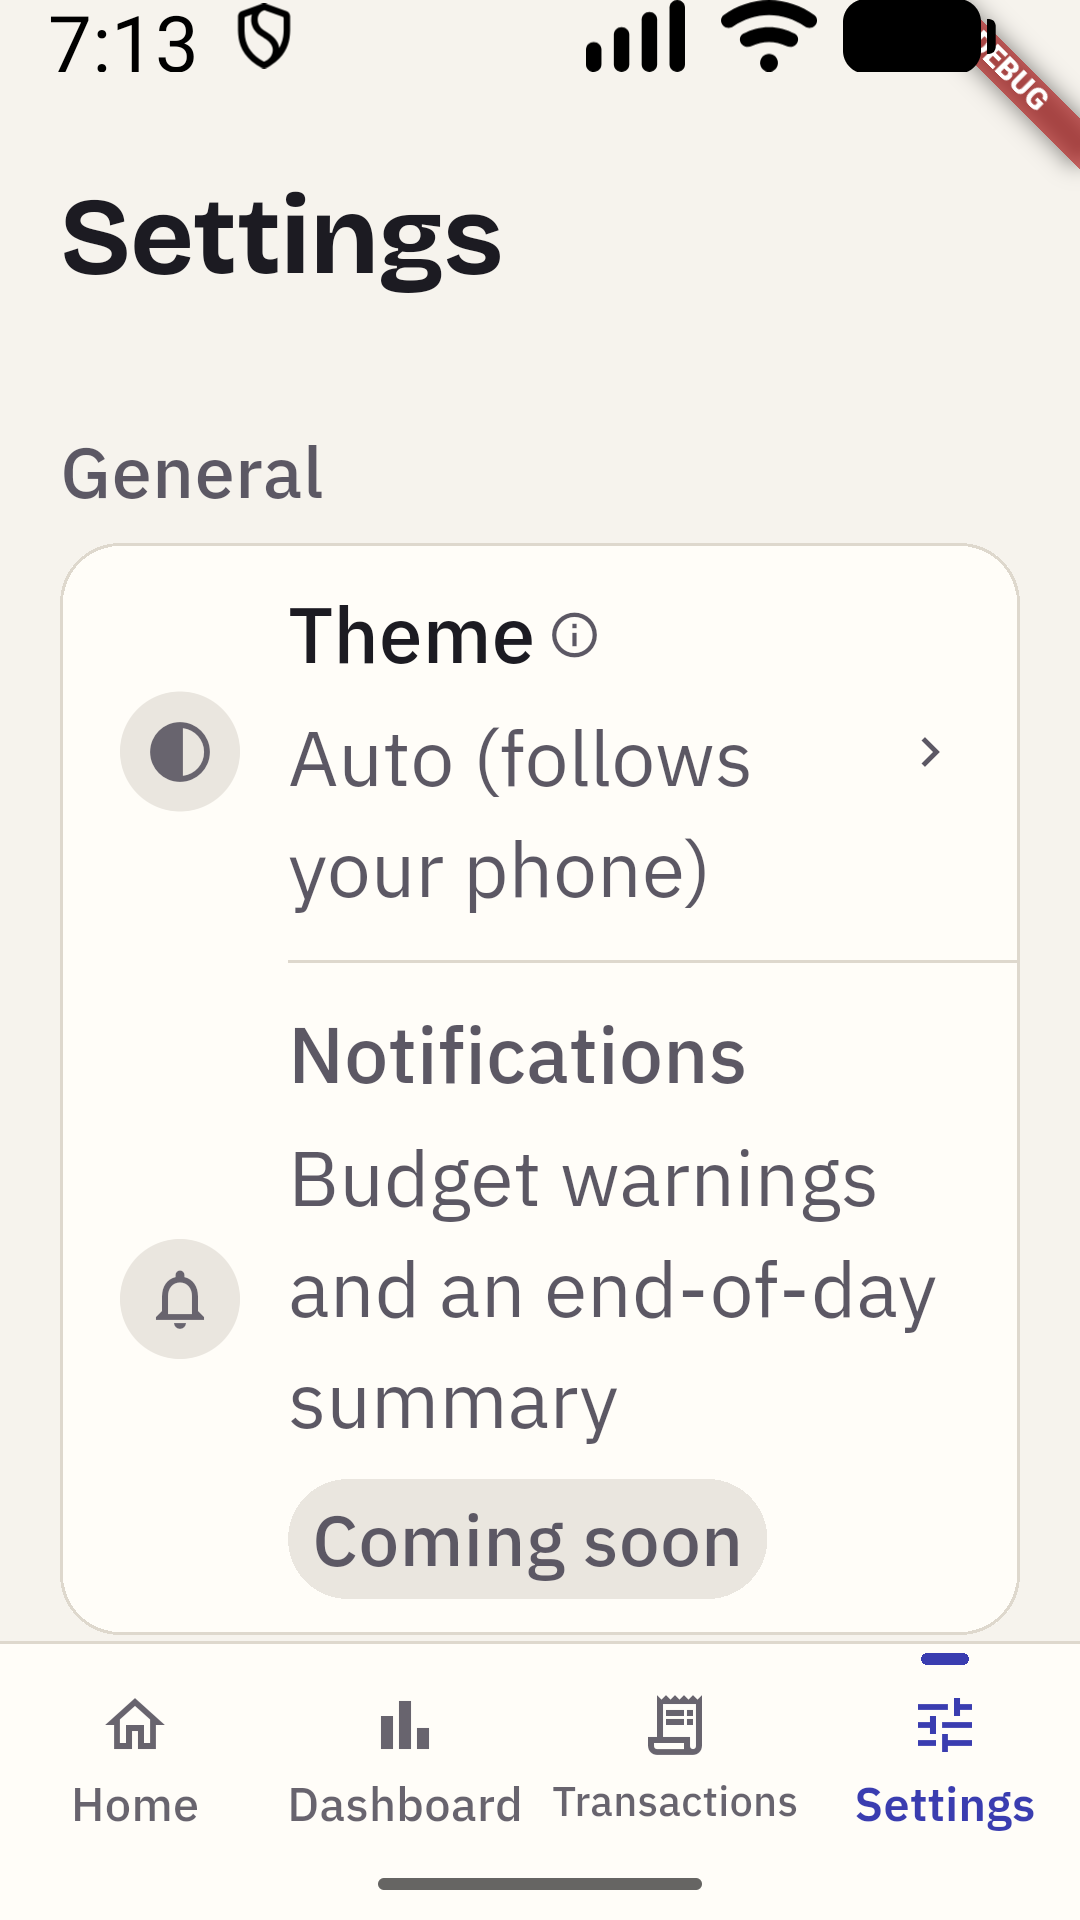 7:13
DEBUG
Settings
General
Theme
Auto (follows
your phone)
Notifications
Budget warnings
and an end-of-day
summary
Coming soon
Home
Dashboard
Transactions
Settings